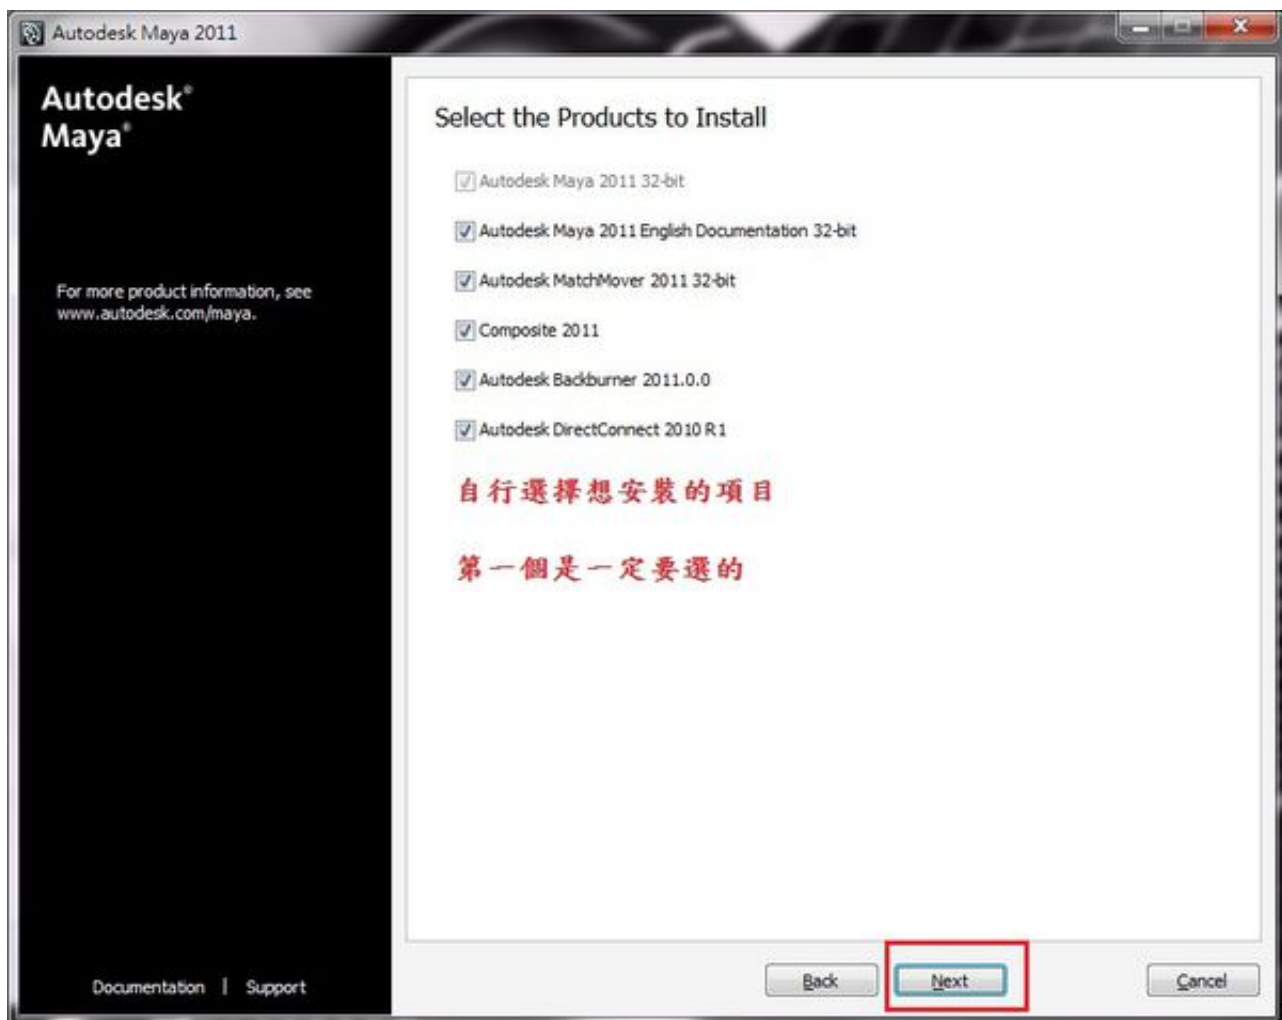 Autodesk Maya 2011
Autodesk®
Maya®
For more product information, see
www.autodesk.com/maya.
Documentation | Support
Select the Products to Install
Autodesk Maya 2011 32-bit
Autodesk Maya 2011 English Documentation 32-bit
Autodesk MatchMover 2011 32-bit
Composite 2011
Autodesk Backburner 2011.0.0
Autodesk DirectConnect 2010 R1
自行選擇想安裝的項目
第一個是一定要選的
Back Next Cancel